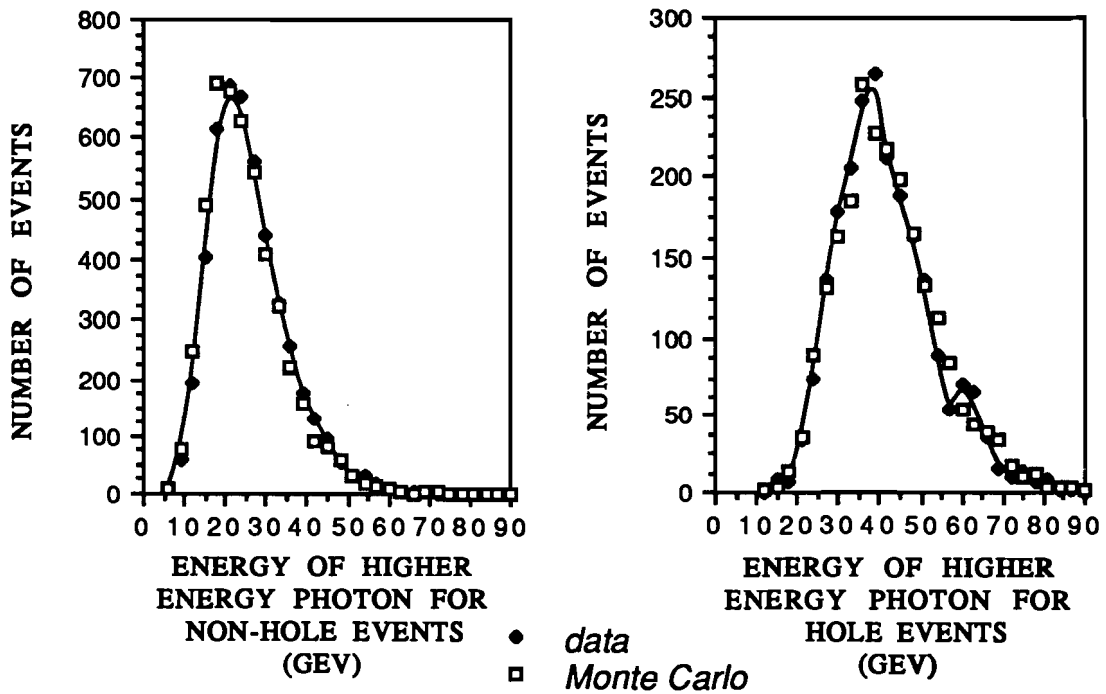 800
700
600
500
400
300
200
100
0
NUMBER OF EVENTS
0 10 20 30 40 50 60 70 80 90
ENERGY OF HIGHER
ENERGY PHOTON FOR
NON-HOLE EVENTS
(GEV)
300
250
200
150
100
50
0
NUMBER OF EVENTS
0 10 20 30 40 50 60 70 80 90
ENERGY OF HIGHER
ENERGY PHOTON FOR
HOLE EVENTS
(GEV)
data
Monte Carlo